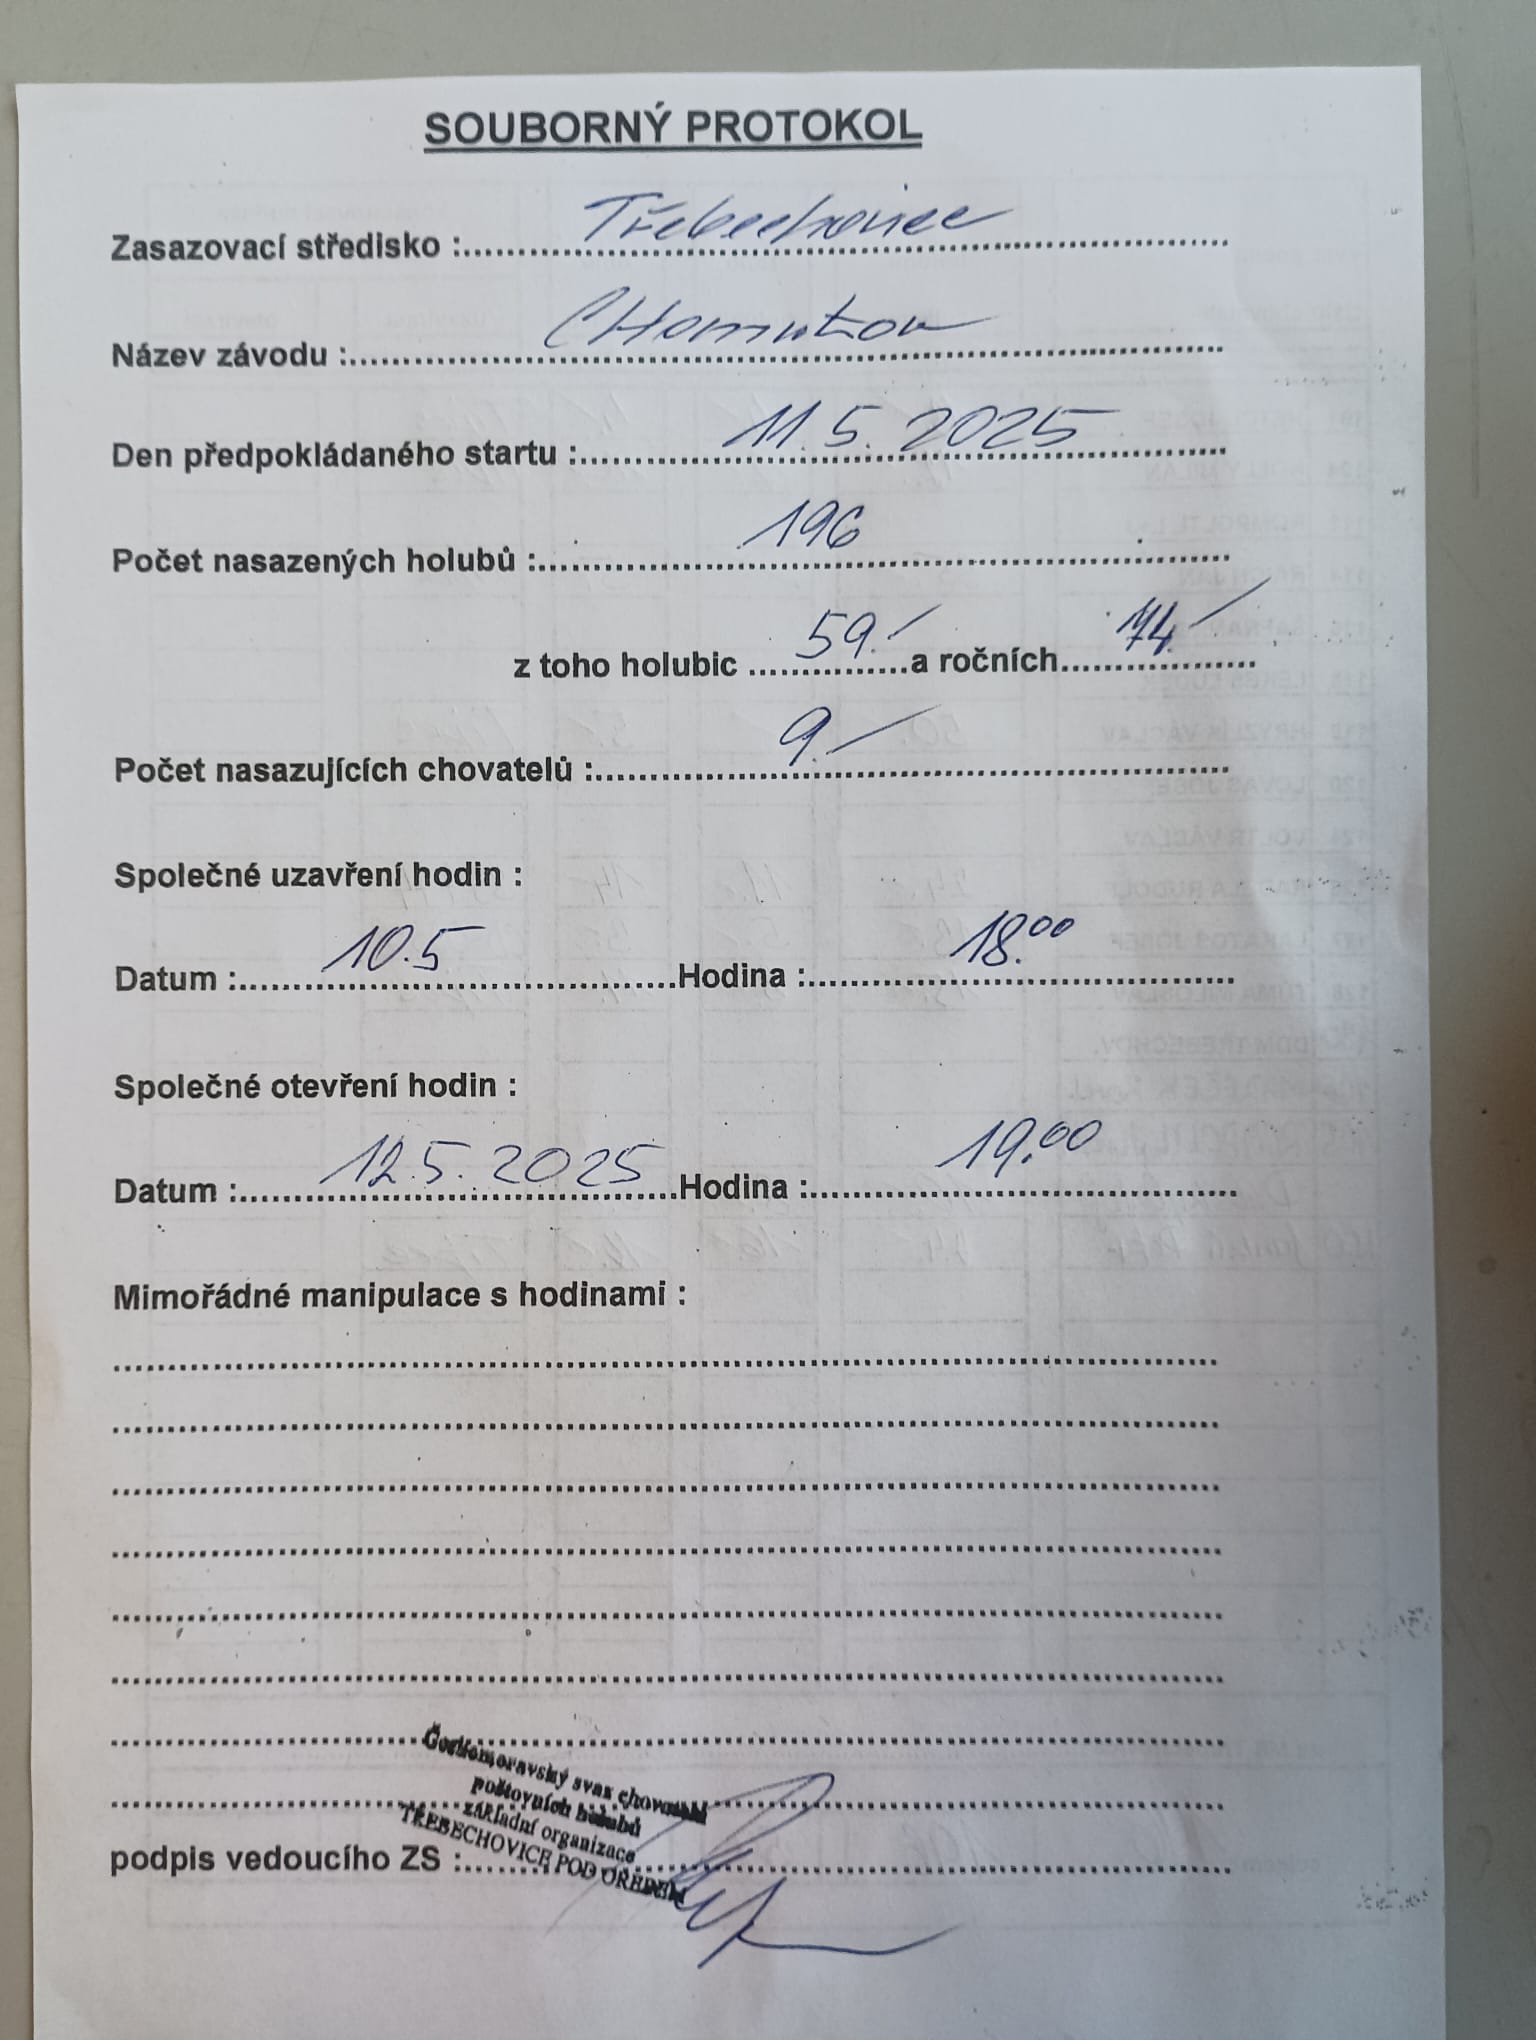 SOUBORNÝ PROTOKOL
Zasazovací středisko : Třebechovice
Název závodu : CHomutov
Den předpokládaného startu : 11.5.2025
Počet nasazených holubů : 196
z toho holubic 59.- a ročních 74.-
Počet nasazujících chovatelů : 9.-
Společné uzavření hodin :
Datum : 10.5 Hodina : 18.00
Společné otevření hodin :
Datum : 12.5.2025 Hodina : 19.00
Mimořádné manipulace s hodinami :
Českomoravský svaz chovatelů
poštovních holubů
základní organizace
TŘEBECHOVICE POD OREBEM
podpis vedoucího ZS :